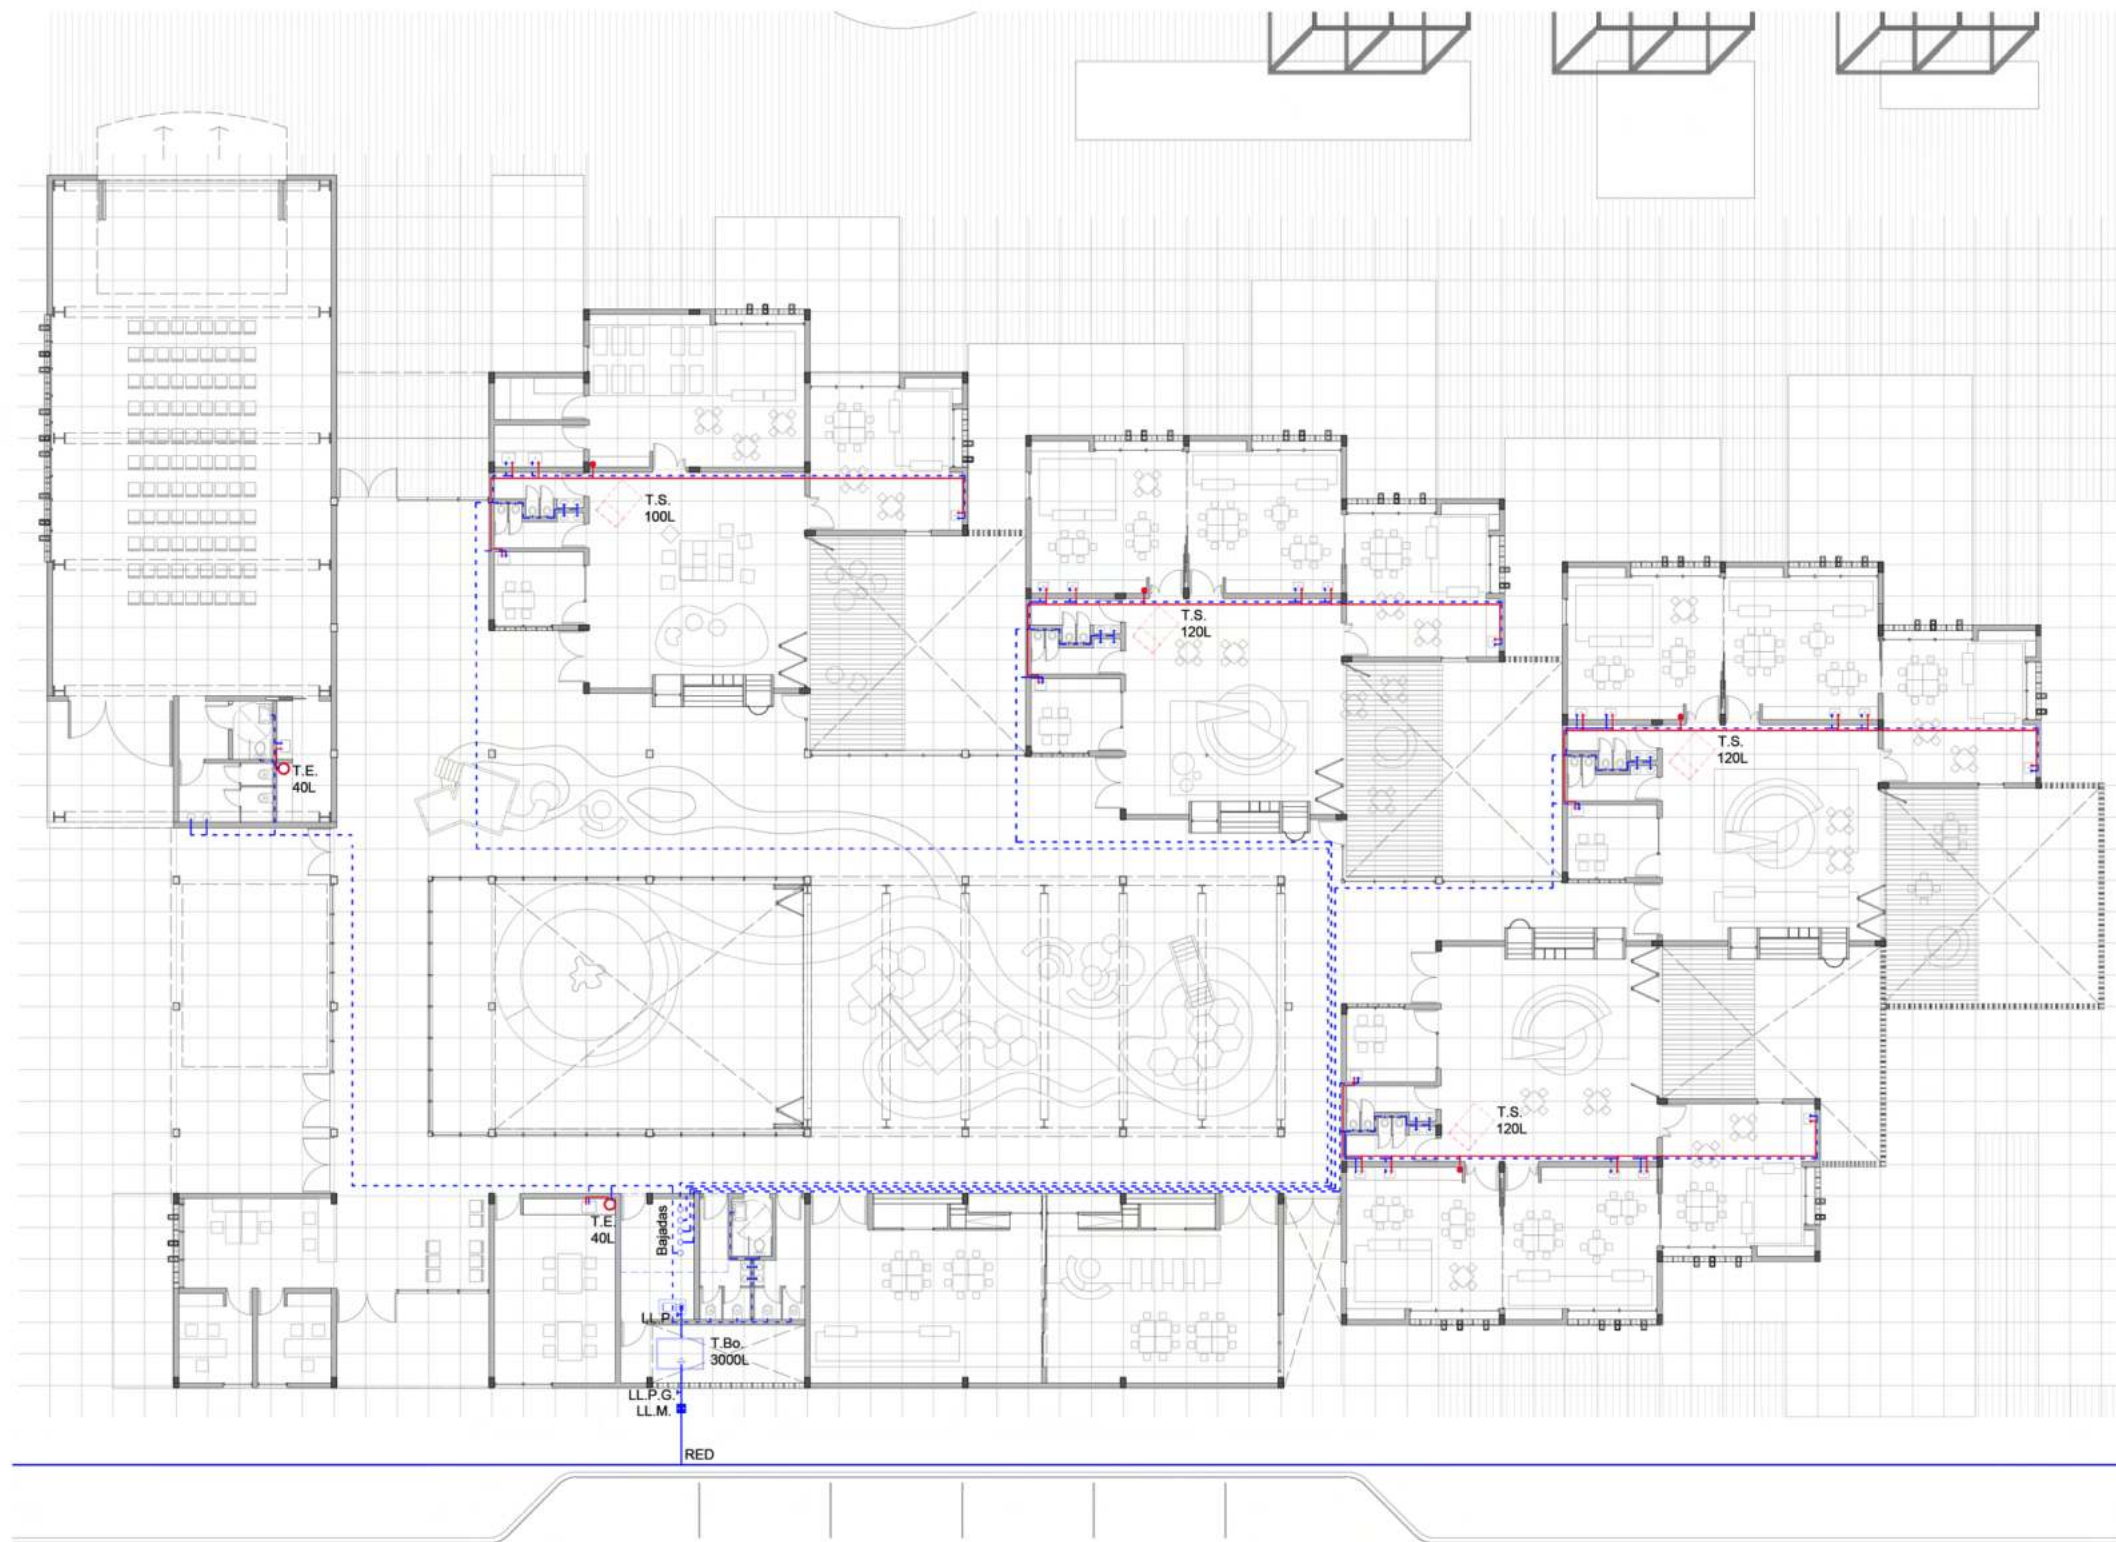 T.S.
100L
T.S.
120L
T.S.
120L
T.E.
40L
T.S.
120L
T.E.
40L
Bajadas
LL.P.
T.Bo.
3000L
LL.P.G.
LL.M.
RED